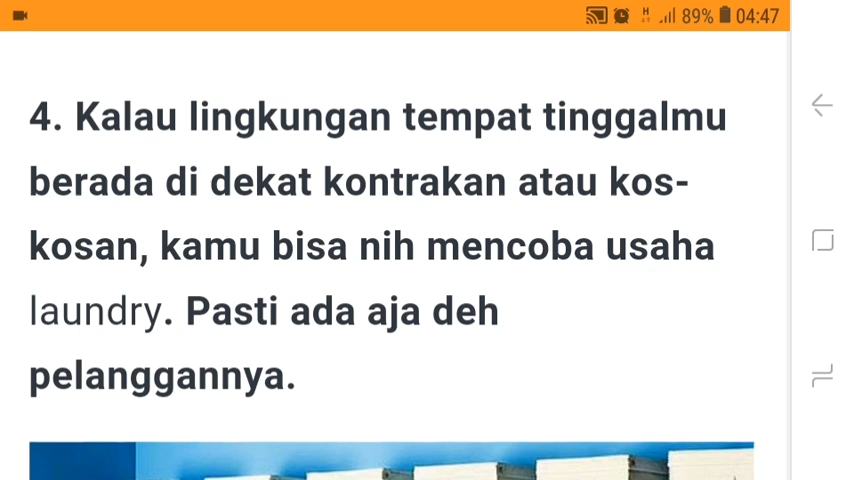 89% 04:47
4. Kalau lingkungan tempat tinggalmu
berada di dekat kontrakan atau kos-
kosan, kamu bisa nih mencoba usaha
laundry. Pasti ada aja deh
pelanggannya.